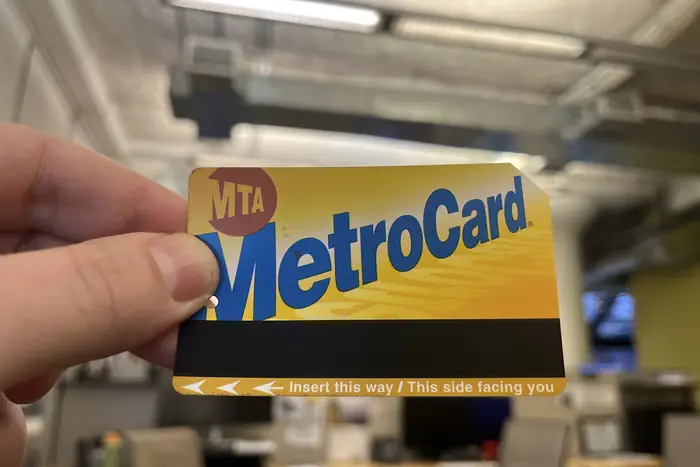 MTA
MetroCard
Insert this way / This side facing you